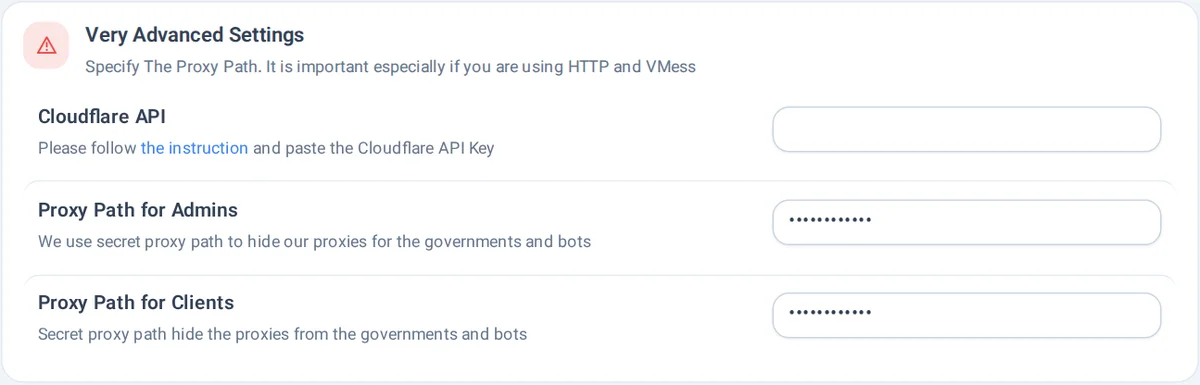 Very Advanced Settings
Specify The Proxy Path. It is important especially if you are using HTTP and VMess
Cloudflare API
Please follow the instruction and paste the Cloudflare API Key
Proxy Path for Admins
••••••••••••
We use secret proxy path to hide our proxies for the governments and bots
Proxy Path for Clients
••••••••••••
Secret proxy path hide the proxies from the governments and bots